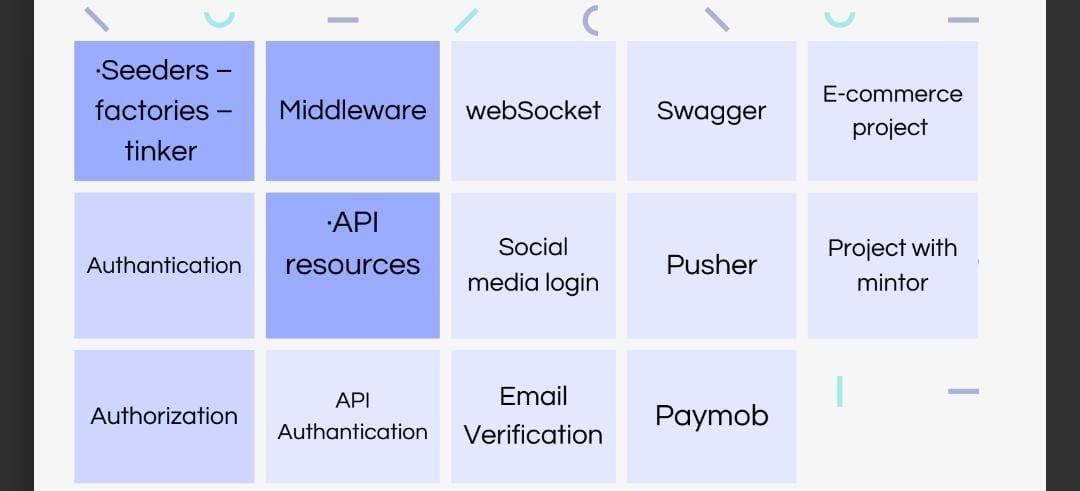 ·Seeders –
factories –
tinker
Middleware
webSocket
Swagger
E-commerce
project
Authantication
·API
resources
Social
media login
Pusher
Project with
mintor
Authorization
API
Authantication
Email
Verification
Paymob